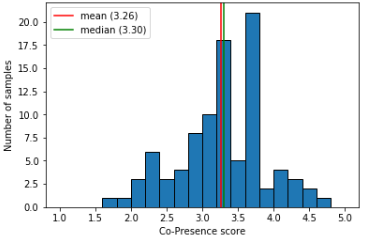 mean (3.26)
median (3.30)
Number of samples
20.0
17.5
15.0
12.5
10.0
7.5
5.0
2.5
0.0
1.0 1.5 2.0 2.5 3.0 3.5 4.0 4.5 5.0
Co-Presence score